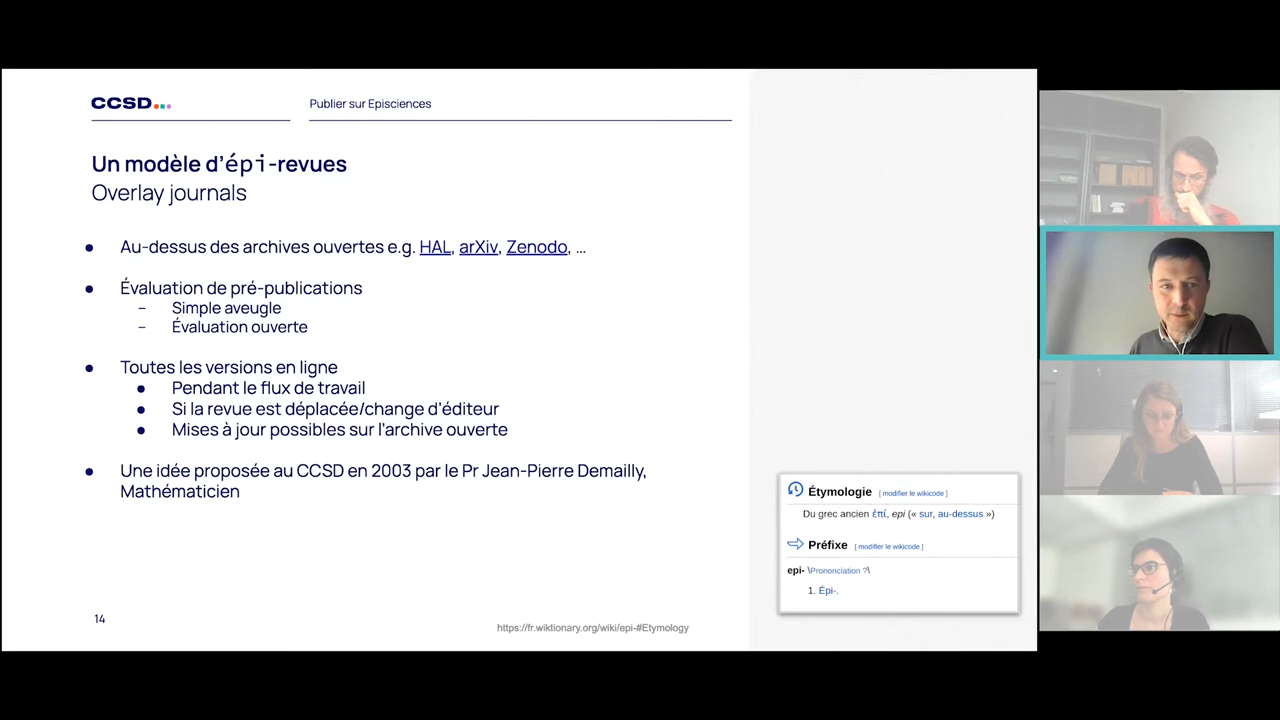 CCSD
Publier sur Episciences
Un modèle d'épi-revues
Overlay journals
● Au-dessus des archives ouvertes e.g. HAL, arXiv, Zenodo, ...
● Évaluation de pré-publications
– Simple aveugle
– Évaluation ouverte
● Toutes les versions en ligne
● Pendant le flux de travail
● Si la revue est déplacée/change d'éditeur
● Mises à jour possibles sur l'archive ouverte
● Une idée proposée au CCSD en 2003 par le Pr Jean-Pierre Demailly,
Mathématicien
Étymologie [ modifier le wikicode ]
Du grec ancien ἐπί, epi (« sur, au-dessus »)
Préfixe [ modifier le wikicode ]
epi- \Prononciation ?\
1. Épi-.
14
https://fr.wiktionary.org/wiki/epi-#Etymology